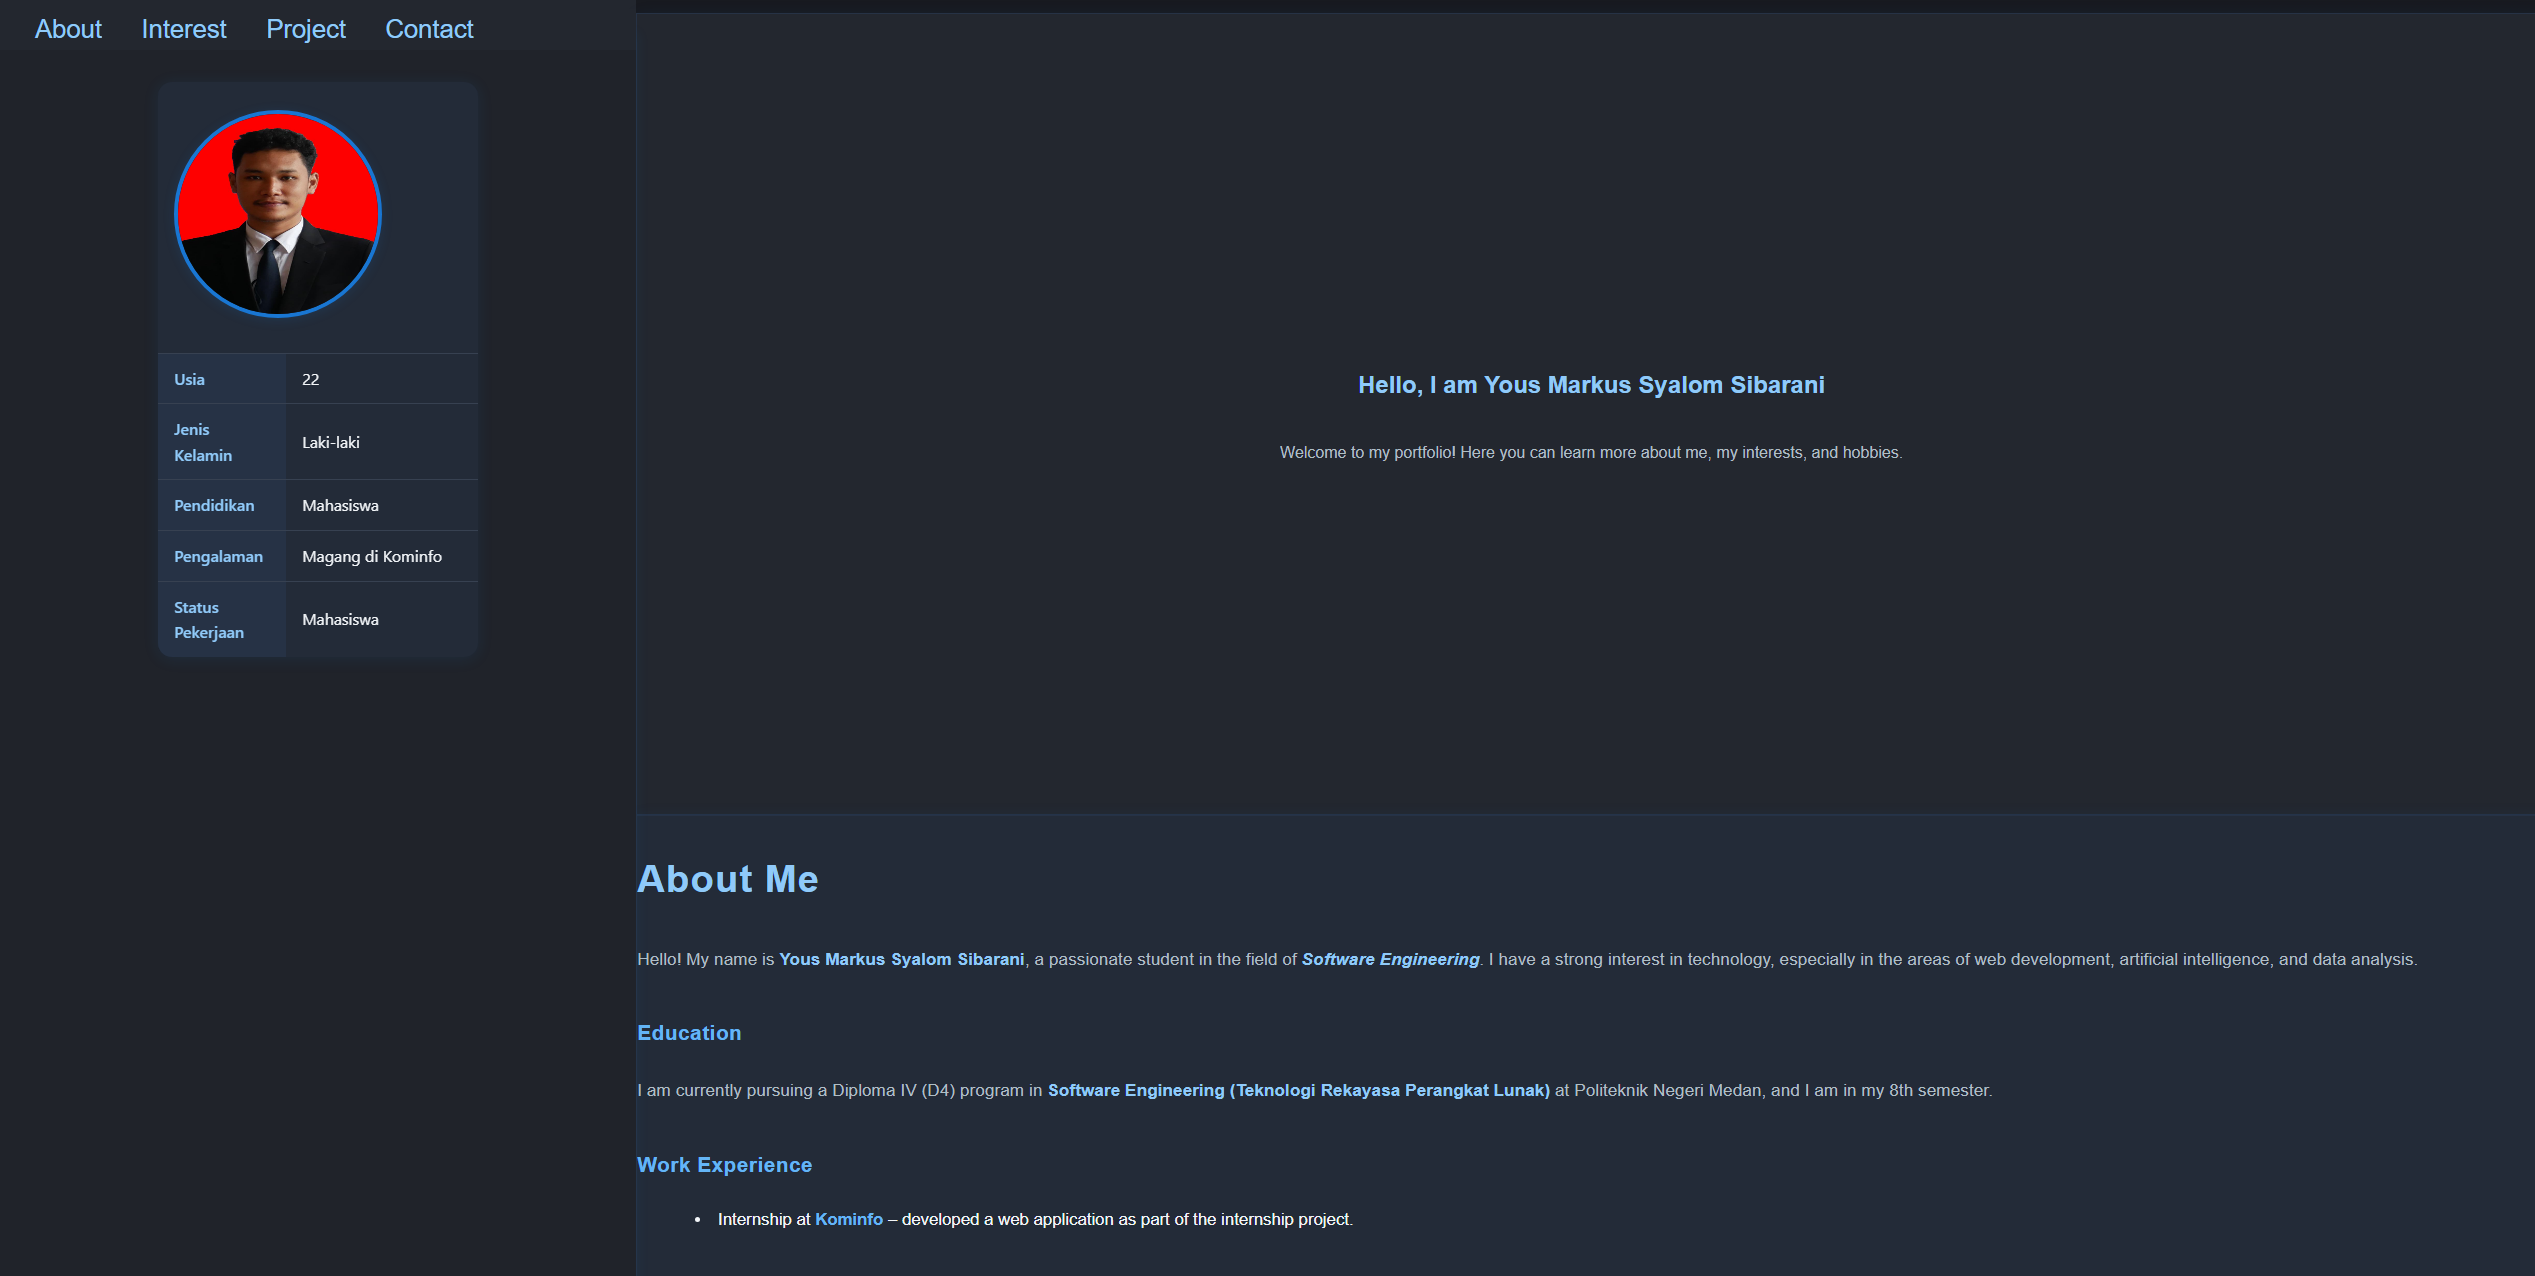 About Interest Project Contact
Usia 22
Jenis
Kelamin
Laki-laki
Pendidikan Mahasiswa
Pengalaman Magang di Kominfo
Status
Pekerjaan
Mahasiswa
Hello, I am Yous Markus Syalom Sibarani
Welcome to my portfolio! Here you can learn more about me, my interests, and hobbies.
About Me
Hello! My name is Yous Markus Syalom Sibarani, a passionate student in the field of Software Engineering. I have a strong interest in technology, especially in the areas of web development, artificial intelligence, and data analysis.
Education
I am currently pursuing a Diploma IV (D4) program in Software Engineering (Teknologi Rekayasa Perangkat Lunak) at Politeknik Negeri Medan, and I am in my 8th semester.
Work Experience
• Internship at Kominfo – developed a web application as part of the internship project.